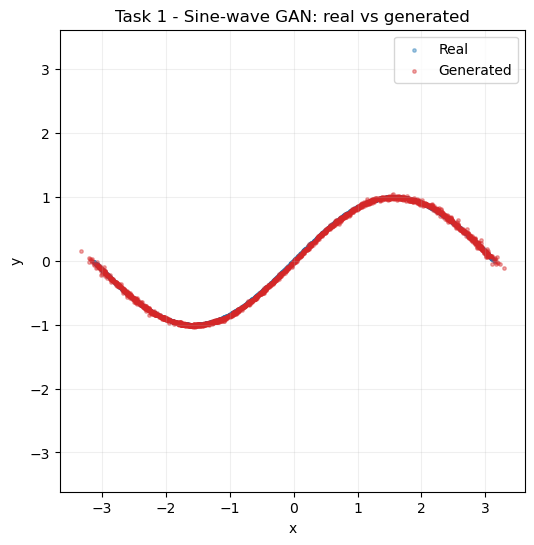 Task 1 - Sine-wave GAN: real vs generated
Real
Generated
3
2
1
0
−1
−2
−3
y
−3 −2 −1 0 1 2 3
x